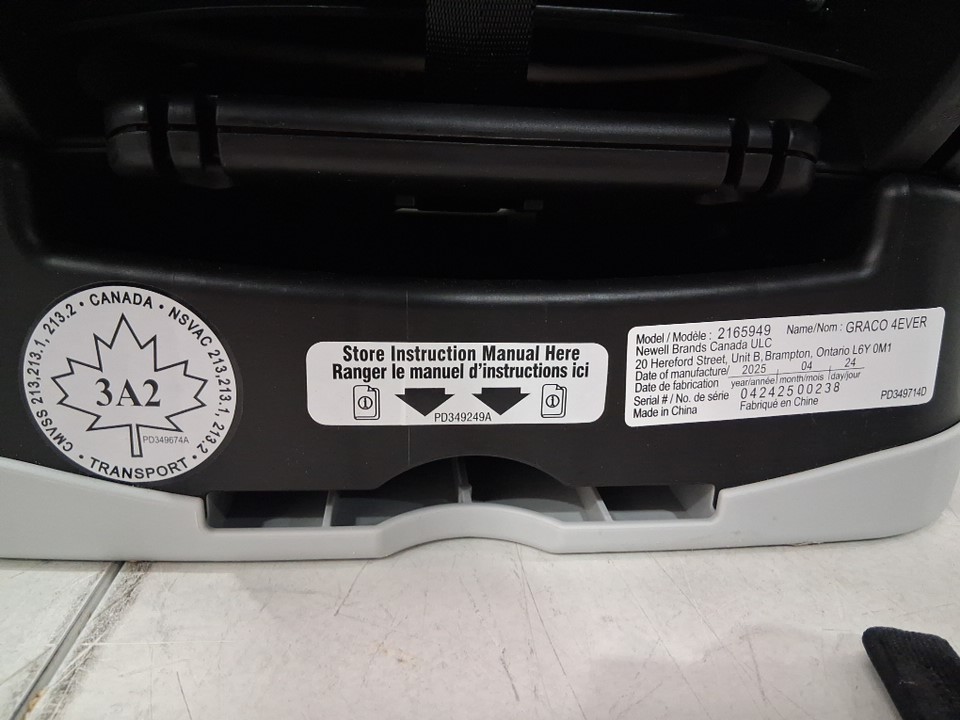 CMVSS 213,213.1, 213.2 • CANADA • NSVAC 213,213.1, 213.2 • TRANSPORT •
3A2
PD349674A
Store Instruction Manual Here
Ranger le manuel d'instructions ici
PD349249A
Model / Modèle : 2165949 Name/Nom : GRACO 4EVER
Newell Brands Canada ULC
20 Hereford Street, Unit B, Brampton, Ontario L6Y 0M1
Date of manufacture/ 2025 04 24
Date de fabrication year/année month/mois day/jour
Serial # / No. de série 04242500238
Made in China Fabriqué en Chine PD349714D